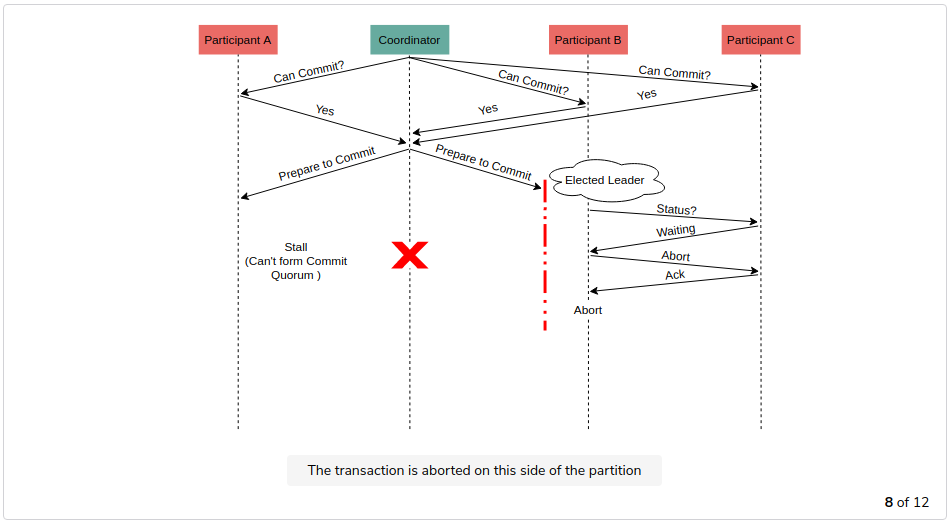 Participant A
Coordinator
Participant B
Participant C
Can Commit?
Can Commit?
Can Commit?
Yes
Yes
Yes
Prepare to Commit
Prepare to Commit
Elected Leader
Status?
Waiting
Stall
(Can't form Commit
Quorum )
Abort
Ack
Abort
The transaction is aborted on this side of the partition
8 of 12